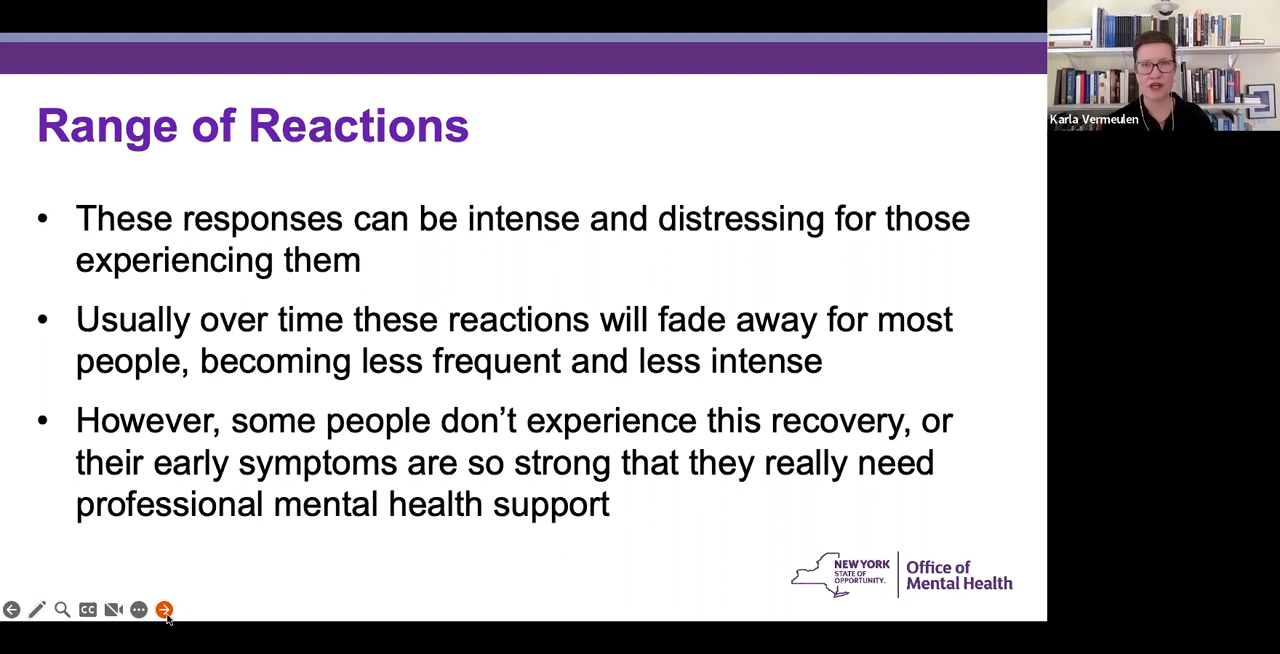 Range of Reactions
• These responses can be intense and distressing for those
experiencing them
• Usually over time these reactions will fade away for most
people, becoming less frequent and less intense
• However, some people don’t experience this recovery, or
their early symptoms are so strong that they really need
professional mental health support
NEW YORK
STATE OF
OPPORTUNITY.
Office of
Mental Health
CC
Karla Vermeulen